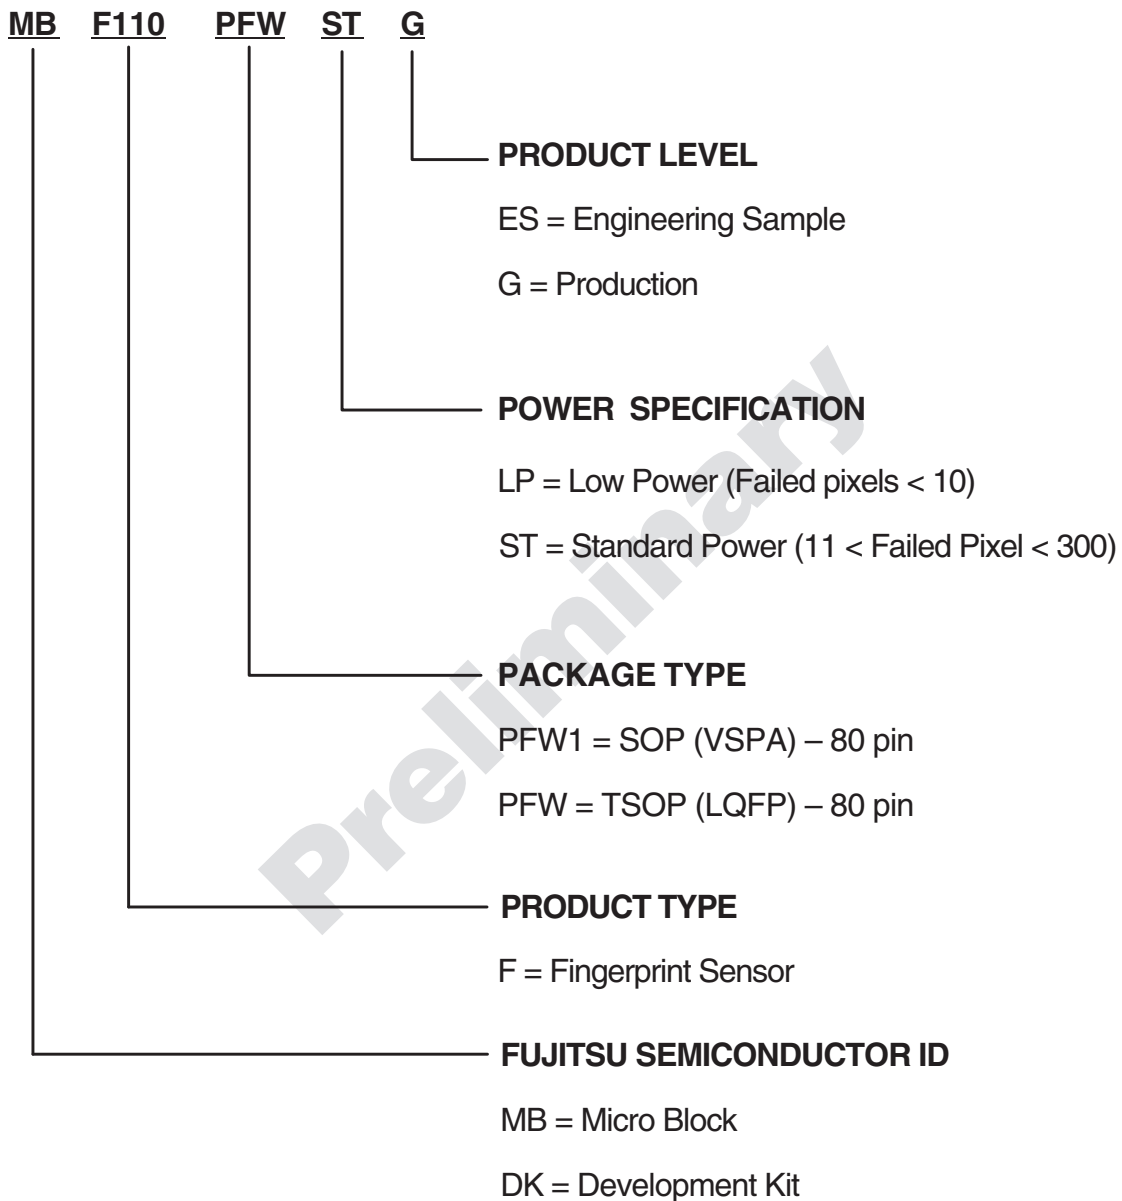 MB F110 PFW ST G
PRODUCT LEVEL
ES = Engineering Sample
G = Production
POWER SPECIFICATION
LP = Low Power (Failed pixels < 10)
ST = Standard Power (11 < Failed Pixel < 300)
PACKAGE TYPE
PFW1 = SOP (VSPA) – 80 pin
PFW = TSOP (LQFP) – 80 pin
PRODUCT TYPE
F = Fingerprint Sensor
FUJITSU SEMICONDUCTOR ID
MB = Micro Block
DK = Development Kit
Preliminary